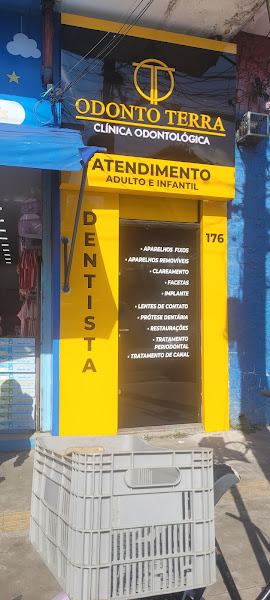 ODONTO TERRA
CLÍNICA ODONTOLÓGICA
ATENDIMENTO
ADULTO E INFANTIL
DENTISTA
176
• APARELHOS FIXOS
• APARELHOS REMOVÍVEIS
• CLAREAMENTO
• FACETAS
• IMPLANTE
• LENTES DE CONTATO
• PRÓTESE DENTÁRIA
• RESTAURAÇÕES
• TRATAMENTO
PERIODONTAL
• TRATAMENTO DE CANAL